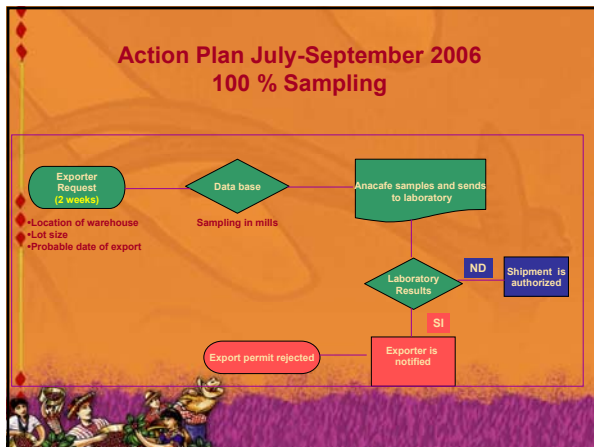 Action Plan July-September 2006
100 % Sampling
Exporter
Request
(2 weeks)
•Location of warehouse
•Lot size
•Probable date of export
Data base
Sampling in mills
Anacafe samples and sends
to laboratory
Laboratory
Results
ND
Shipment is
authorized
SI
Exporter is
notified
Export permit rejected